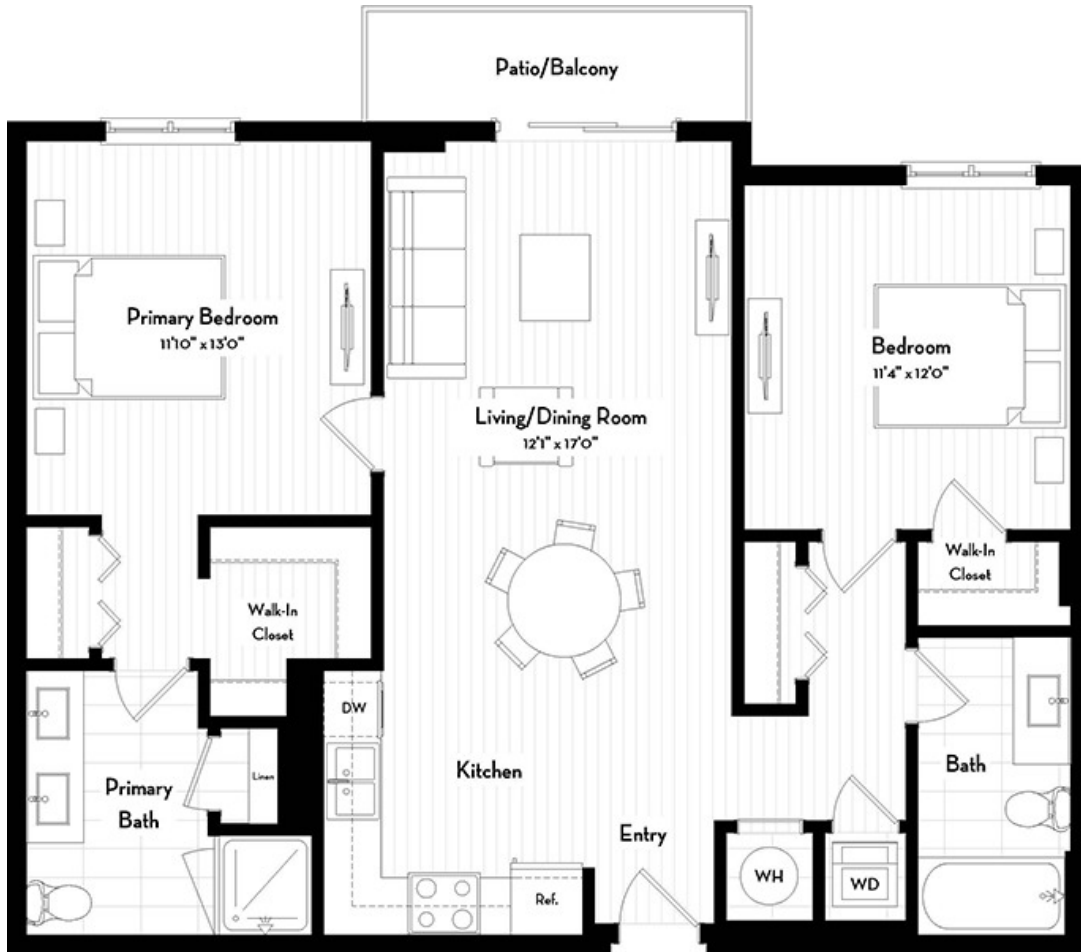 Patio/Balcony
Primary Bedroom
11'10" x 13'0"
Living/Dining Room
12'1" x 17'0"
Bedroom
11'4" x 12'0"
Walk-In
Closet
Walk-In
Closet
DW
Kitchen
Primary
Bath
Linen
Entry
Ref.
WH
WD
Bath